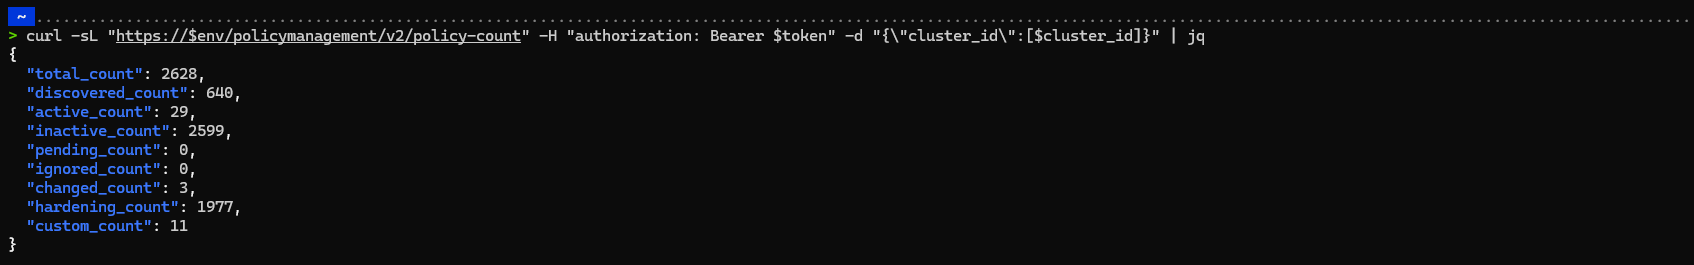 ~
> curl -sL "https://$env/policymanagement/v2/policy-count" -H "authorization: Bearer $token" -d "{\"cluster_id\":[$cluster_id]}" | jq
{
  "total_count": 2628,
  "discovered_count": 640,
  "active_count": 29,
  "inactive_count": 2599,
  "pending_count": 0,
  "ignored_count": 0,
  "changed_count": 3,
  "hardening_count": 1977,
  "custom_count": 11
}